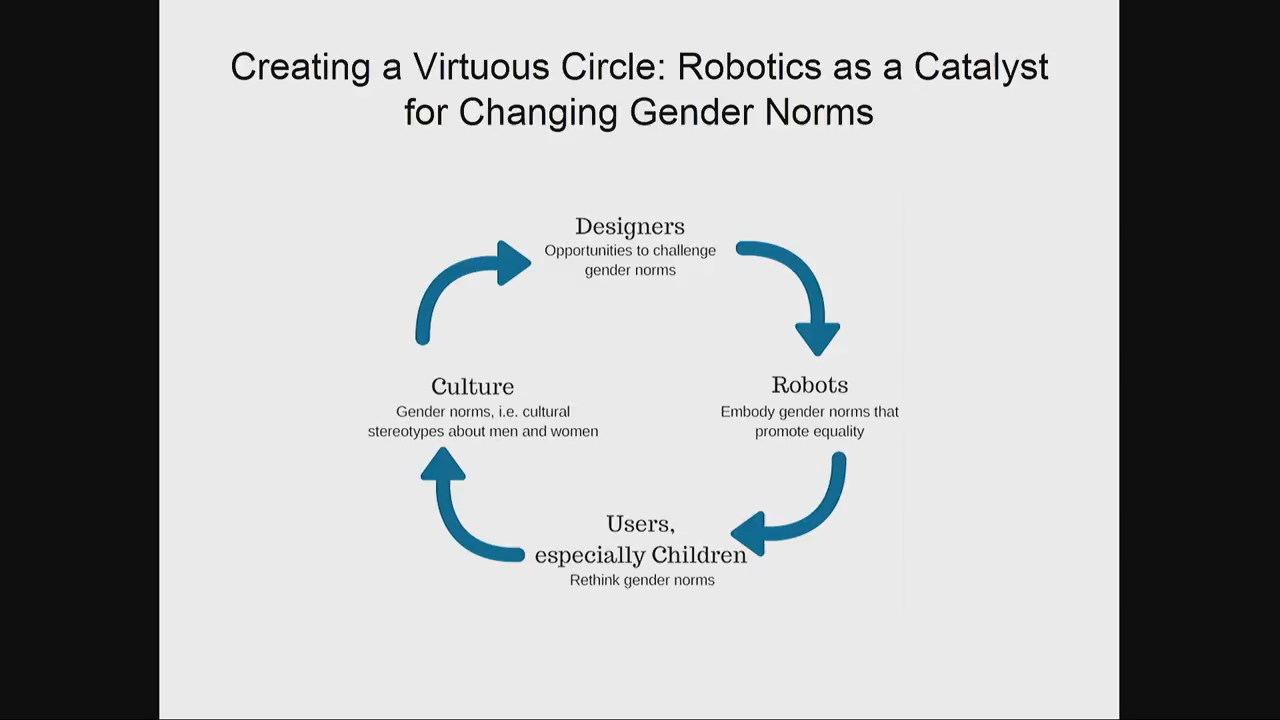 Creating a Virtuous Circle: Robotics as a Catalyst
for Changing Gender Norms
Designers
Opportunities to challenge
gender norms
Robots
Embody gender norms that
promote equality
Users,
especially Children
Rethink gender norms
Culture
Gender norms, i.e. cultural
stereotypes about men and women